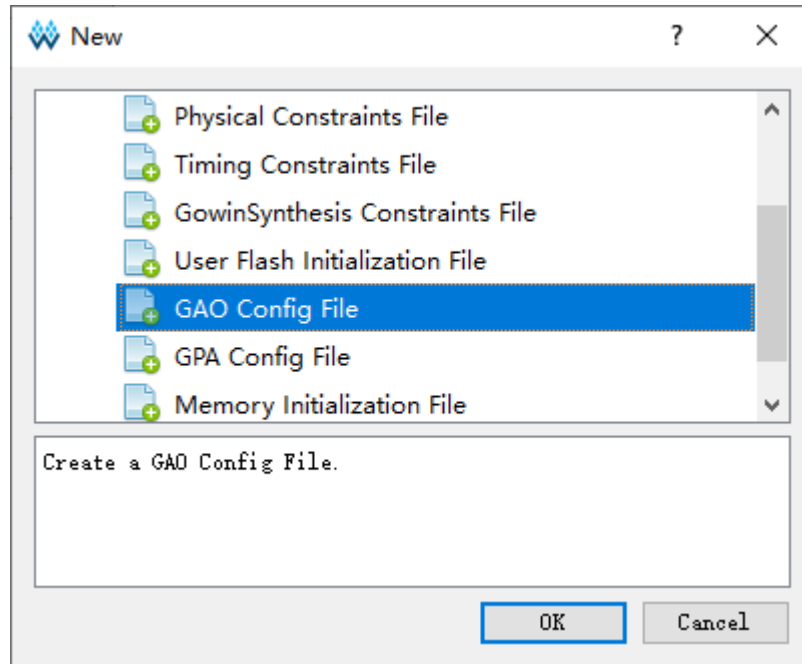 New
?
Physical Constraints File
Timing Constraints File
GowinSynthesis Constraints File
User Flash Initialization File
GAO Config File
GPA Config File
Memory Initialization File
Create a GAO Config File.
OK
Cancel